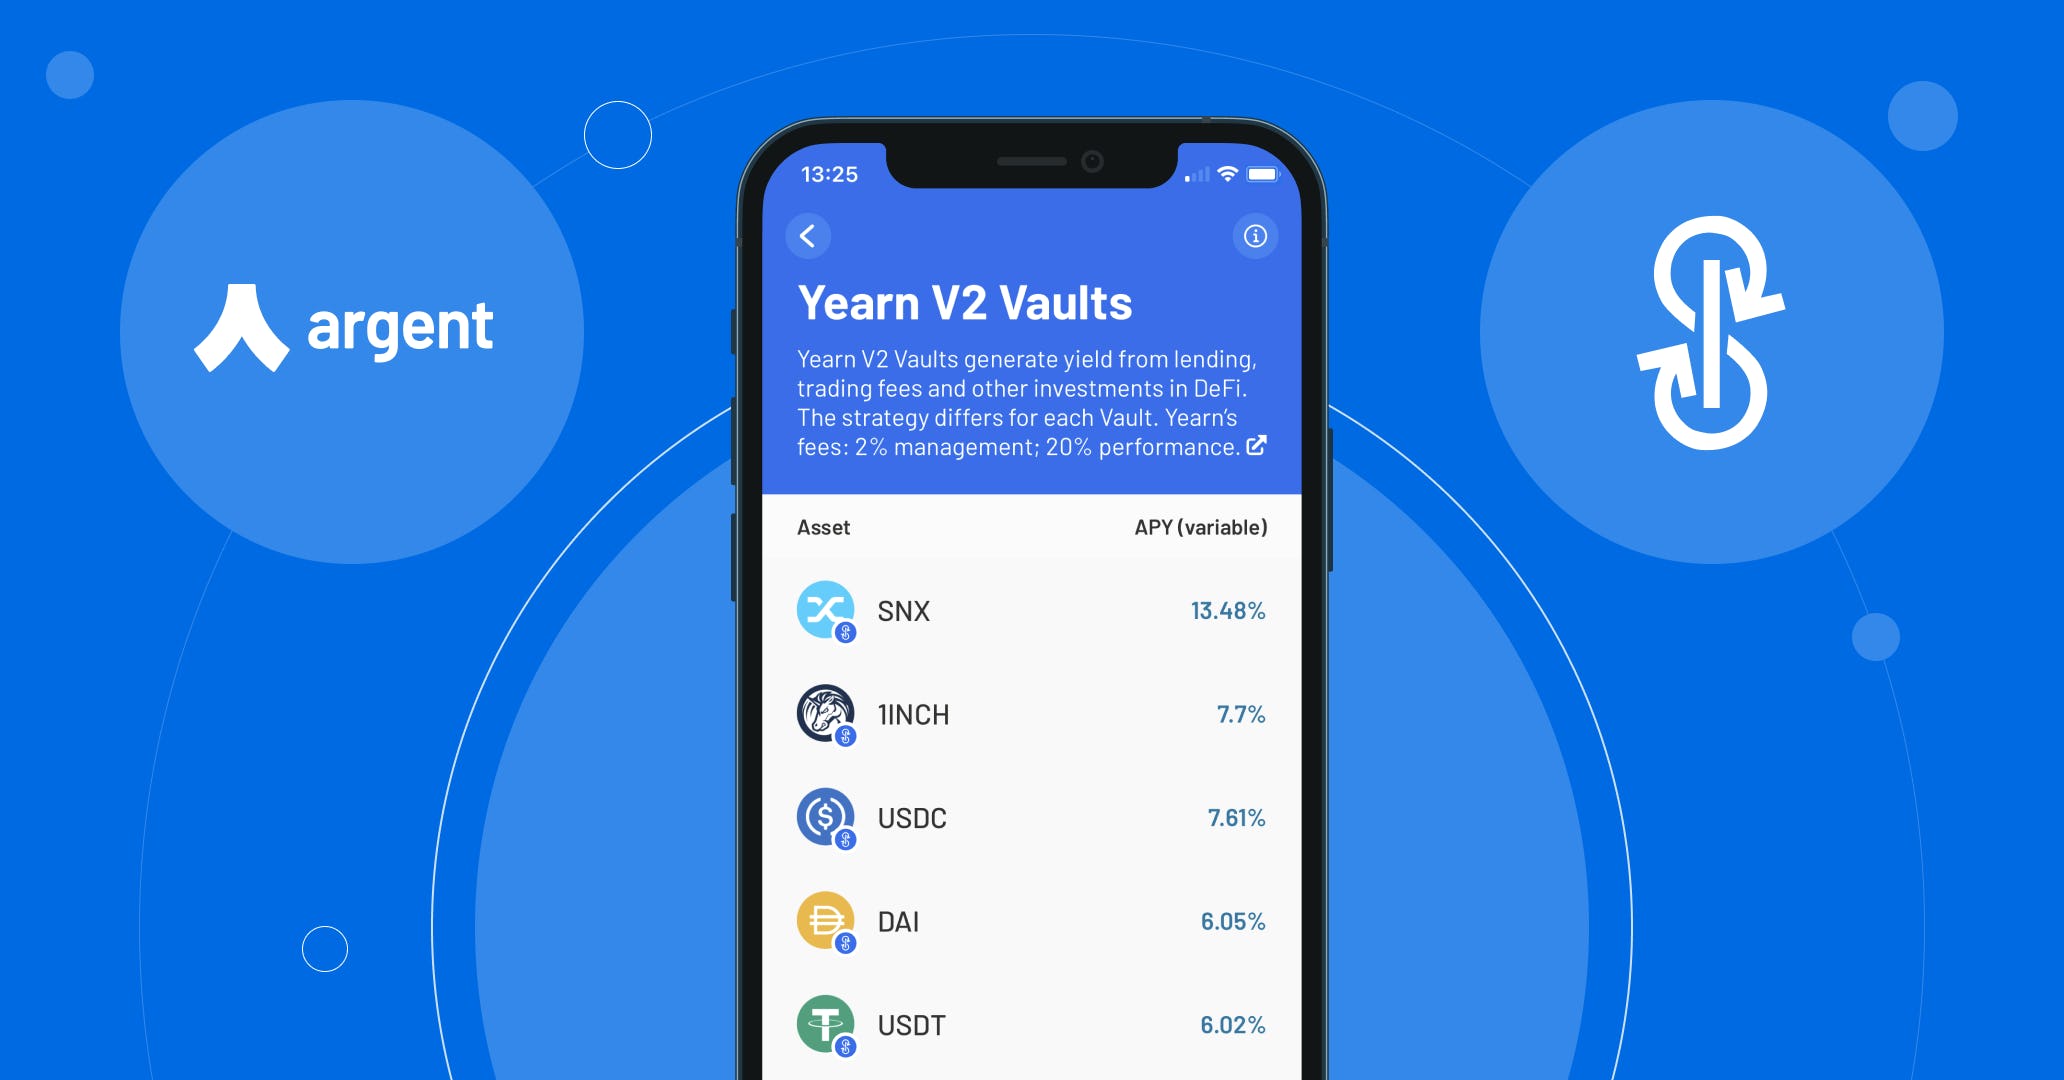 argent
13:25
Yearn V2 Vaults
Yearn V2 Vaults generate yield from lending,
trading fees and other investments in DeFi.
The strategy differs for each Vault. Yearn’s
fees: 2% management; 20% performance.
Asset APY (variable)
SNX 13.48%
1INCH 7.7%
USDC 7.61%
DAI 6.05%
USDT 6.02%